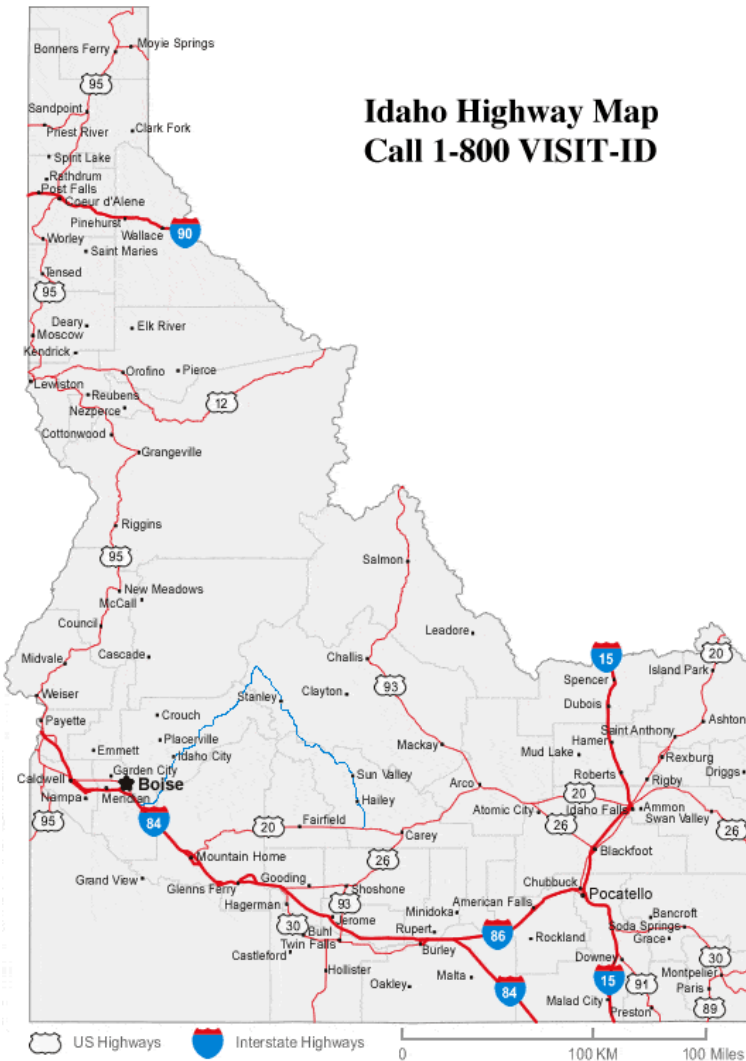 Idaho Highway Map
Call 1-800 VISIT-ID
Moyie Springs
Bonners Ferry
95
Sandpoint
Priest River
Clark Fork
Spirit Lake
Rathdrum
Post Falls
Coeur d'Alene
Pinehurst
Wallace
90
Worley
Saint Maries
Tensed
95
Deary
Elk River
Moscow
Kendrick
Orofino
Pierce
Lewiston
Reubens
12
Nezperce
Cottonwood
Grangeville
Riggins
95
Salmon
New Meadows
McCall
Council
Leadore
Midvale
Cascade
Challis
15
20
Island Park
Spencer
93
Weiser
Stanley
Clayton
Dubois
Payette
Crouch
Ashton
Saint Anthony
Placerville
Hamer
Emmett
Mackay
Mud Lake
Idaho City
Rexburg
Garden City
Caldwell
Boise
Sun Valley
Roberts
Rigby
Driggs
Arco
Meridian
Nampa
Hailey
20
Atomic City
Idaho Falls
Ammon
Swan Valley
95
84
20
Fairfield
26
26
Carey
Blackfoot
Mountain Home
26
Grand View
Glenns Ferry
Gooding
Shoshone
Chubbuck
Pocatello
Hagerman
93
American Falls
Minidoka
Jerome
Bancroft
30
Buhl
Rupert
86
Soda Springs
Twin Falls
Burley
Rockland
Grace
Castleford
Downey
30
Hollister
Malta
Montpelier
Oakley
84
15
91
Paris
Malad City
Preston
89
US Highways
Interstate Highways
0
100 KM
100 Miles